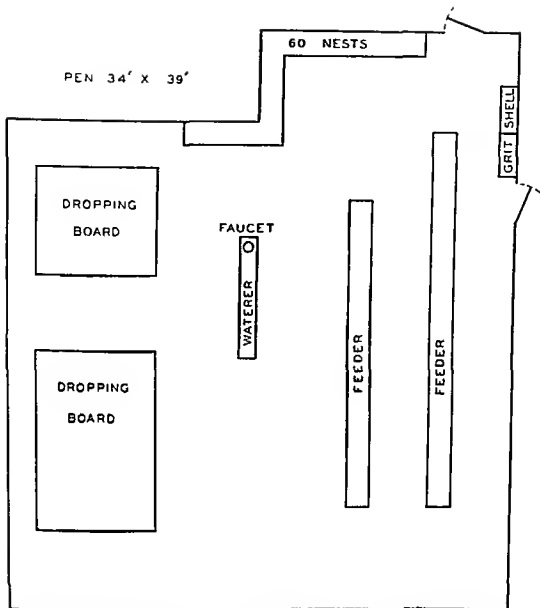 60 NESTS
PEN 34' X 39'
SHELL
GRIT
DROPPING
BOARD
FAUCET
WATERER
FEEDER
FEEDER
DROPPING
BOARD